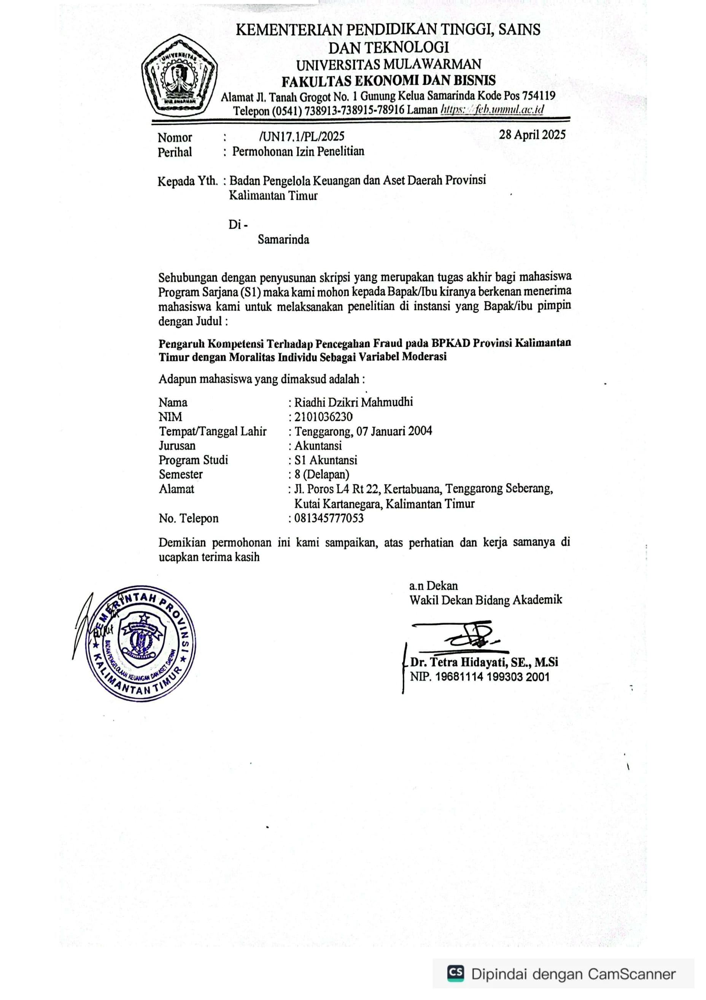 KEMENTERIAN PENDIDIKAN TINGGI, SAINS
DAN TEKNOLOGI
UNIVERSITAS MULAWARMAN
FAKULTAS EKONOMI DAN BISNIS
Alamat Jl. Tanah Grogot No. 1 Gunung Kelua Samarinda Kode Pos 754119
Telepon (0541) 738913-738915-78916 Laman https://feb.unmul.ac.id
UNIVERSITAS
MULAWARMAN
Nomor : /UN17.1/PL/2025 28 April 2025
Perihal : Permohonan Izin Penelitian
Kepada Yth. : Badan Pengelola Keuangan dan Aset Daerah Provinsi
Kalimantan Timur
Di -
Samarinda
Sehubungan dengan penyusunan skripsi yang merupakan tugas akhir bagi mahasiswa
Program Sarjana (S1) maka kami mohon kepada Bapak/Ibu kiranya berkenan menerima
mahasiswa kami untuk melaksanakan penelitian di instansi yang Bapak/ibu pimpin
dengan Judul :
Pengaruh Kompetensi Terhadap Pencegahan Fraud pada BPKAD Provinsi Kalimantan
Timur dengan Moralitas Individu Sebagai Variabel Moderasi
Adapun mahasiswa yang dimaksud adalah :
Nama : Riadhi Dzikri Mahmudhi
NIM : 2101036230
Tempat/Tanggal Lahir : Tenggarong, 07 Januari 2004
Jurusan : Akuntansi
Program Studi : S1 Akuntansi
Semester : 8 (Delapan)
Alamat : Jl. Poros L4 Rt 22, Kertabuana, Tenggarong Seberang,
Kutai Kartanegara, Kalimantan Timur
No. Telepon : 081345777053
Demikian permohonan ini kami sampaikan, atas perhatian dan kerja samanya di
ucapkan terima kasih
a.n Dekan
Wakil Dekan Bidang Akademik
Dr. Tetra Hidayati, SE., M.Si
NIP. 19681114 199303 2001
PEMERINTAH PROVINSI
KALIMANTAN TIMUR
BADAN PENGELOLAAN KEUANGAN DAN ASET DAERAH
CS Dipindai dengan CamScanner